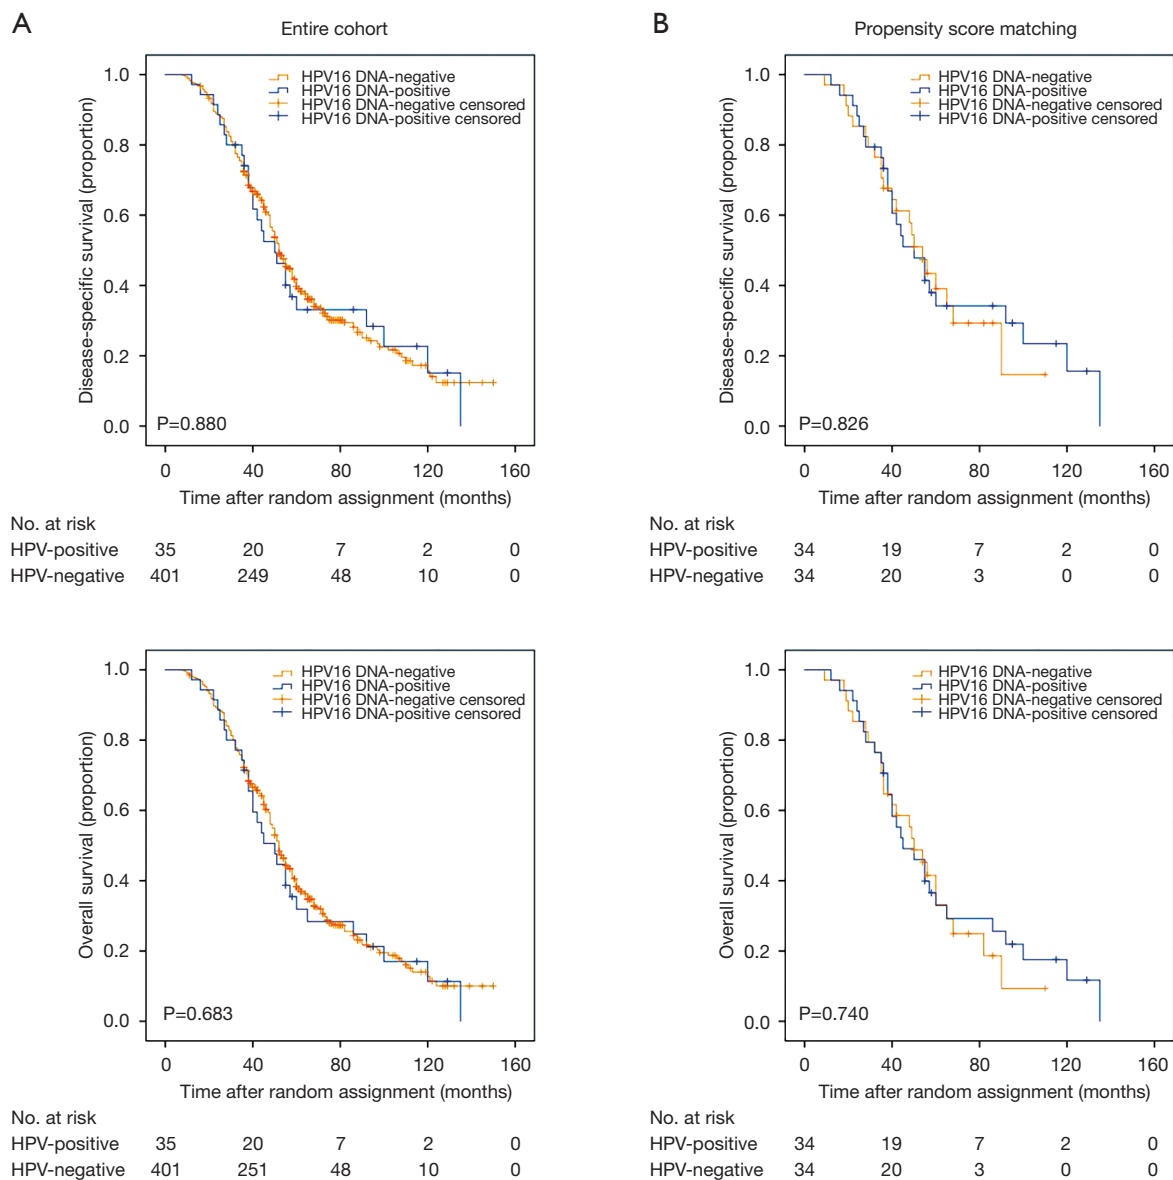 A
Entire cohort
HPV16 DNA-negative
HPV16 DNA-positive
HPV16 DNA-negative censored
HPV16 DNA-positive censored
Disease-specific survival (proportion)
1.0
0.8
0.6
0.4
0.2
0.0
P=0.880
0 40 80 120 160
Time after random assignment (months)
No. at risk
HPV-positive 35 20 7 2 0
HPV-negative 401 249 48 10 0
B
Propensity score matching
HPV16 DNA-negative
HPV16 DNA-positive
HPV16 DNA-negative censored
HPV16 DNA-positive censored
Disease-specific survival (proportion)
1.0
0.8
0.6
0.4
0.2
0.0
P=0.826
0 40 80 120 160
Time after random assignment (months)
No. at risk
HPV-positive 34 19 7 2 0
HPV-negative 34 20 3 0 0
HPV16 DNA-negative
HPV16 DNA-positive
HPV16 DNA-negative censored
HPV16 DNA-positive censored
Overall survival (proportion)
1.0
0.8
0.6
0.4
0.2
0.0
P=0.683
0 40 80 120 160
Time after random assignment (months)
No. at risk
HPV-positive 35 20 7 2 0
HPV-negative 401 251 48 10 0
HPV16 DNA-negative
HPV16 DNA-positive
HPV16 DNA-negative censored
HPV16 DNA-positive censored
Overall survival (proportion)
1.0
0.8
0.6
0.4
0.2
0.0
P=0.740
0 40 80 120 160
Time after random assignment (months)
No. at risk
HPV-positive 34 19 7 2 0
HPV-negative 34 20 3 0 0